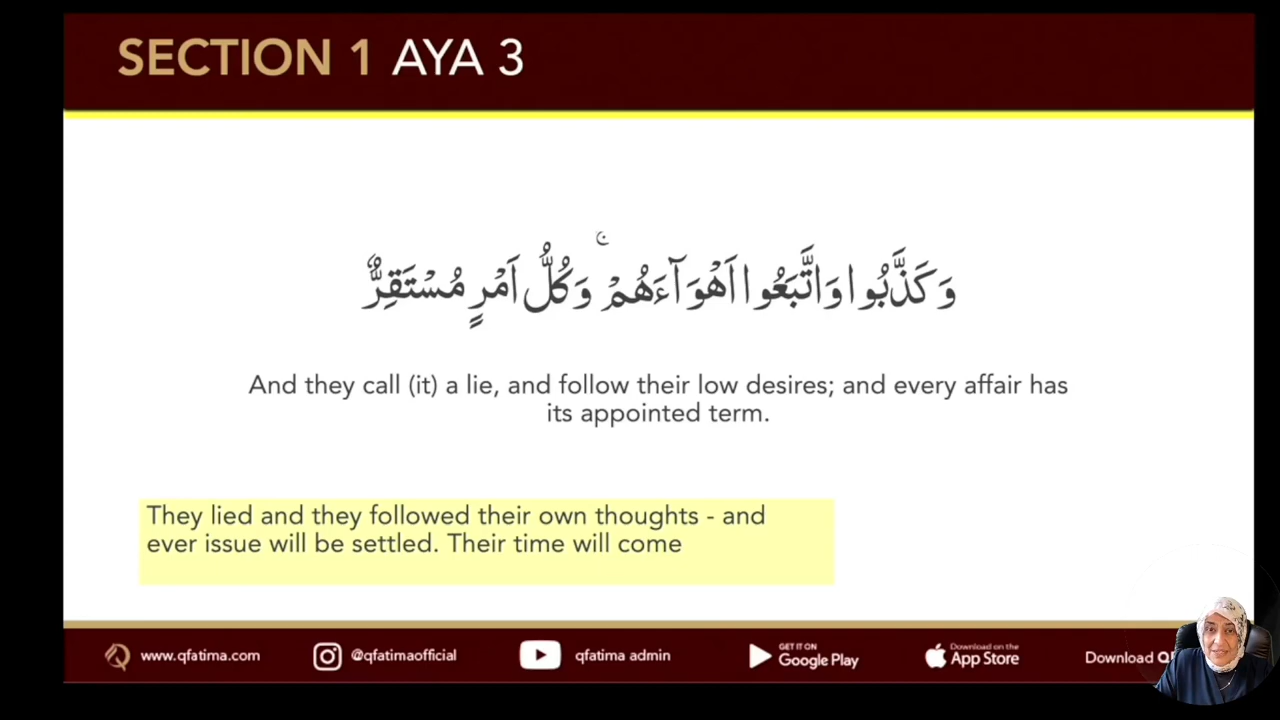 SECTION 1 AYA 3
وَكَذَّبُوا وَاتَّبَعُوا اَهْوَآءَهُمْ ۚ وَكُلُّ اَمْرٍ مُسْتَقِرٌّ
And they call (it) a lie, and follow their low desires; and every affair has
its appointed term.
They lied and they followed their own thoughts - and
ever issue will be settled. Their time will come
www.qfatima.com @qfatimaofficial qfatima admin GET IT ON Google Play Download on the App Store Download